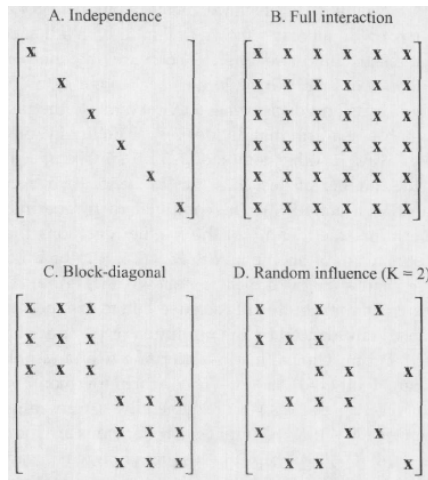 A. Independence
B. Full interaction
x
x
x
x
x
x
x x x x x x
x x x x x x
x x x x x x
x x x x x x
x x x x x x
x x x x x x
C. Block-diagonal
D. Random influence (K = 2)
x x x
x x x
x x x
x x x
x x x
x x x
x x x
x x x
x x x
x x x
x x x
x x x